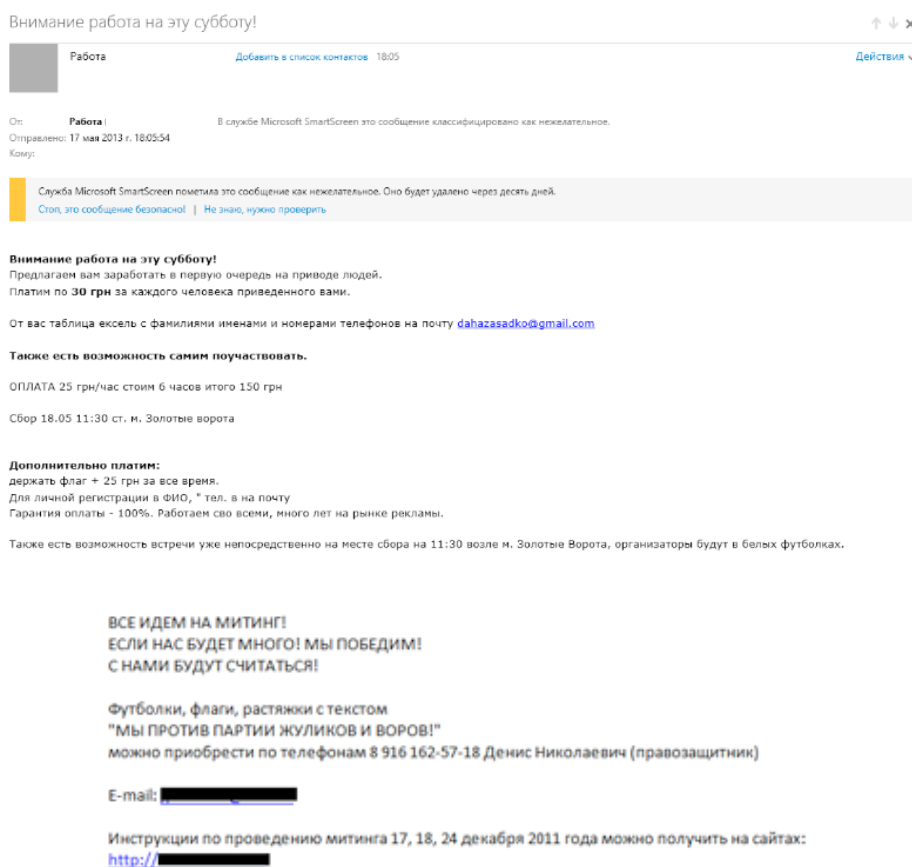 Внимание работа на эту субботу!
Работа
Добавить в список контактов 18:05
Действия
От: Работа
В службе Microsoft SmartScreen это сообщение классифицировано как нежелательное.
Отправлено: 17 мая 2013 г. 18:05:54
Кому:
Служба Microsoft SmartScreen пометила это сообщение как нежелательное. Оно будет удалено через десять дней.
Стоп, это сообщение безопасно! | Не знаю, нужно проверить
Внимание работа на эту субботу!
Предлагаем вам заработать в первую очередь на приводе людей.
Платим по 30 грн за каждого человека приведенного вами.
От вас таблица ексель с фамилиями именами и номерами телефонов на почту dahazasadko@gmail.com
Также есть возможность самим поучаствовать.
ОПЛАТА 25 грн/час стоим 6 часов итого 150 грн
Сбор 18.05 11:30 ст. м. Золотые ворота
Дополнительно платим:
держать флаг + 25 грн за все время.
Для личной регистрации в ФИО, " тел. в на почту
Гарантия оплаты - 100%. Работаем сво всеми, много лет на рынке рекламы.
Также есть возможность встречи уже непосредственно на месте сбора на 11:30 возле м. Золотые Ворота, организаторы будут в белых футболках.
ВСЕ ИДЕМ НА МИТИНГ!
ЕСЛИ НАС БУДЕТ МНОГО! МЫ ПОБЕДИМ!
С НАМИ БУДУТ СЧИТАТЬСЯ!
Футболки, флаги, растяжки с текстом
"МЫ ПРОТИВ ПАРТИИ ЖУЛИКОВ И ВОРОВ!"
можно приобрести по телефонам 8 916 162-57-18 Денис Николаевич (правозащитник)
E-mail:
Инструкции по проведению митинга 17, 18, 24 декабря 2011 года можно получить на сайтах:
http://